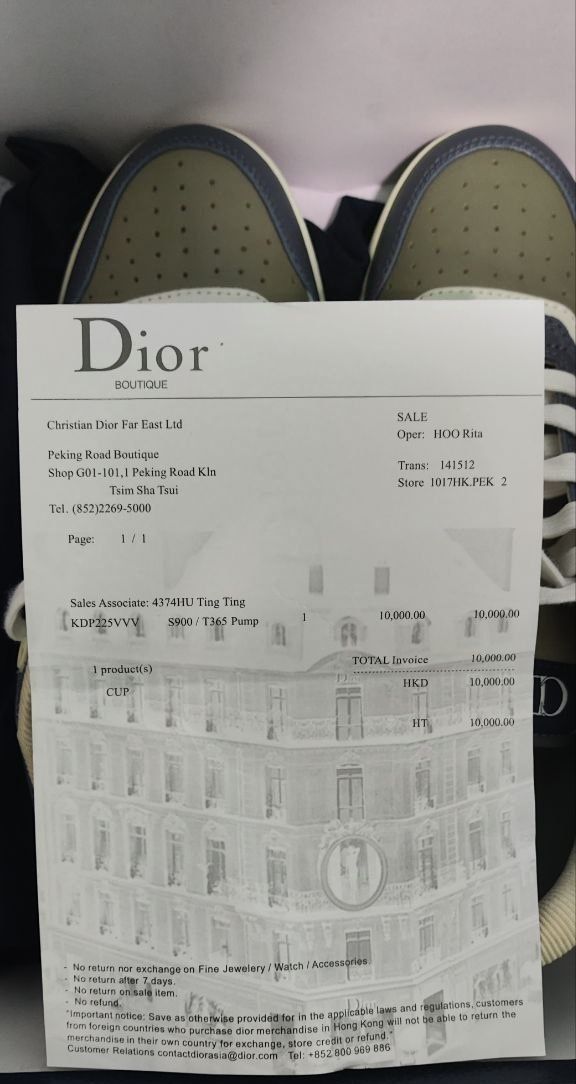 Dior
BOUTIQUE
Christian Dior Far East Ltd
SALE
Oper: HOO Rita
Peking Road Boutique
Shop G01-101,1 Peking Road Kln
Tsim Sha Tsui
Tel. (852)2269-5000
Trans: 141512
Store 1017HK.PEK 2
Page: 1 / 1
Sales Associate: 4374HU Ting Ting
KDP225VVV S900 / T365 Pump 1 10,000.00 10,000.00
1 product(s)
CUP
TOTAL Invoice 10,000.00
HKD 10,000.00
HT 10,000.00
- No return nor exchange on Fine Jewelery / Watch / Accessories.
- No return after 7 days.
- No return on sale item.
- No refund.
"Important notice: Save as otherwise provided for in the applicable laws and regulations, customers
from foreign countries who purchase dior merchandise in Hong Kong will not be able to return the
merchandise in their own country for exchange, store credit or refund."
Customer Relations contactdiorasia@dior.com Tel: +852 800 969 886